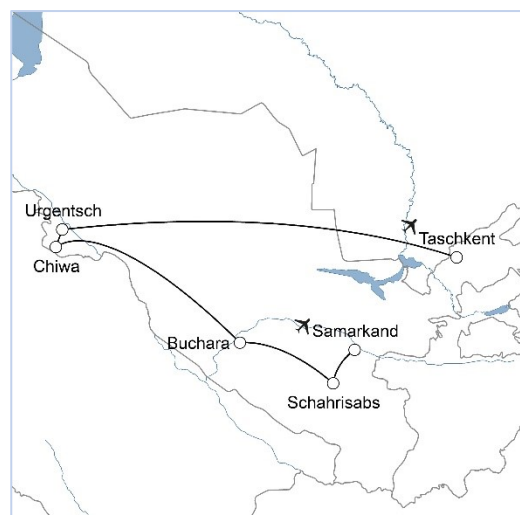 Urgentsch
Taschkent
Chiwa
Samarkand
Buchara
Schahrisabs